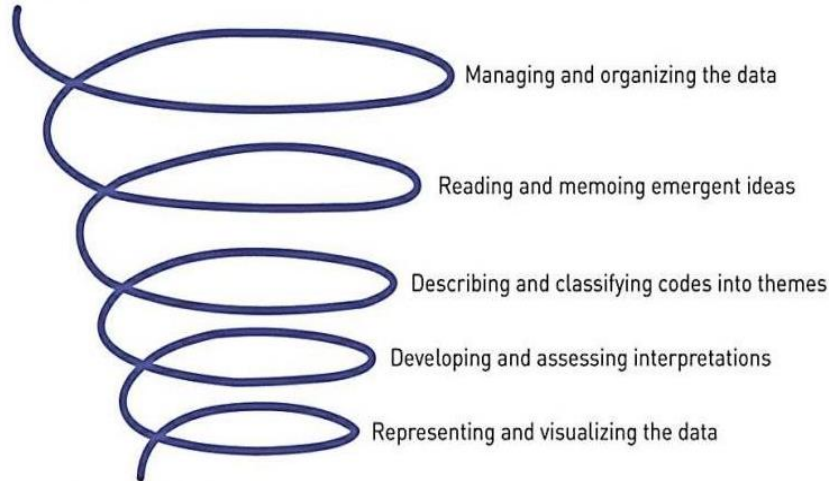 Managing and organizing the data
Reading and memoing emergent ideas
Describing and classifying codes into themes
Developing and assessing interpretations
Representing and visualizing the data